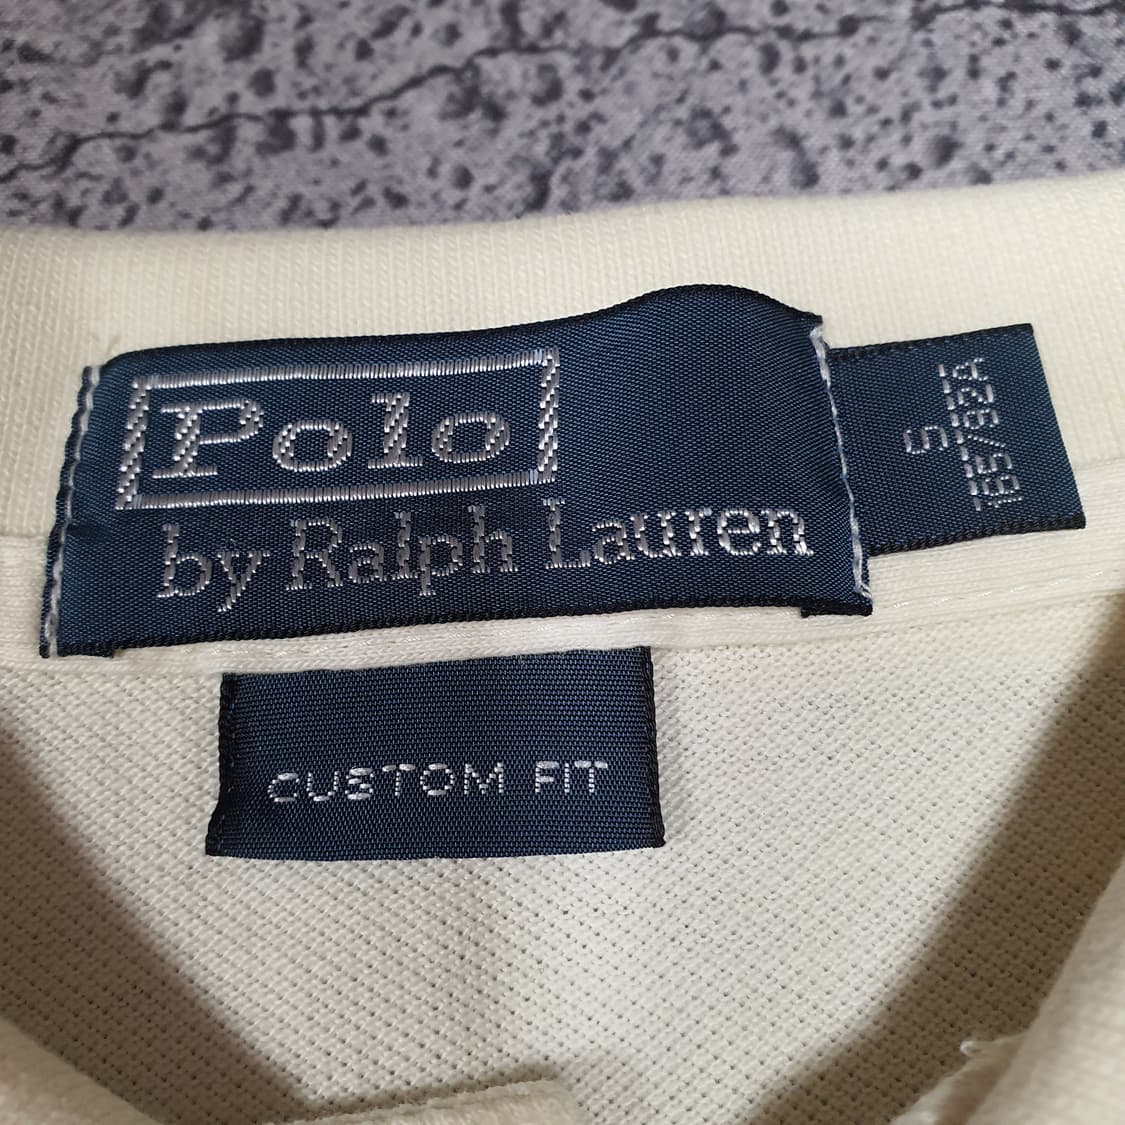 Polo
by Ralph Lauren
S
165/92A
CUSTOM FIT